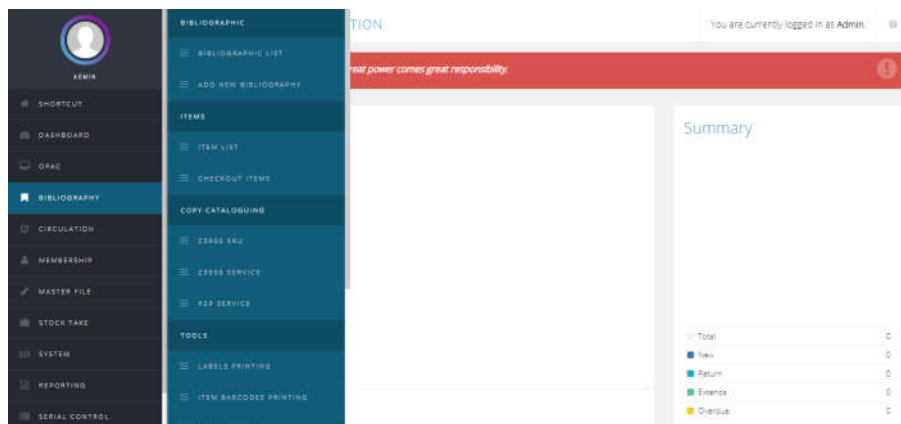 ADMIN
SHORTCUT
DASHBOARD
OPAC
BIBLIOGRAPHY
CIRCULATION
MEMBERSHIP
MASTER FILE
STOCK TAKE
SYSTEM
REPORTING
SERIAL CONTROL
BIBLIOGRAPHIC
BIBLIOGRAPHIC LIST
ADD NEW BIBLIOGRAPHY
ITEMS
ITEM LIST
CHECKOUT ITEMS
COPY CATALOGUING
Z3950 SRU
Z3950 SERVICE
P2P SERVICE
TOOLS
LABELS PRINTING
ITEM BARCODES PRINTING
TION
You are currently logged in as Admin
reat power comes great responsibility.
Summary
Total 0
New 0
Return 0
Extends 0
Overdue 0